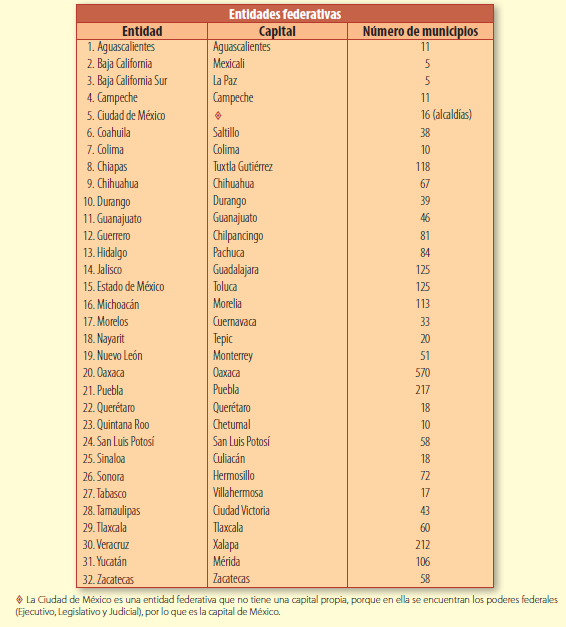 Entidades federativas
Entidad Capital Número de municipios
1. Aguascalientes Aguascalientes 11
2. Baja California Mexicali 5
3. Baja California Sur La Paz 5
4. Campeche Campeche 11
5. Ciudad de México ♦ 16 (alcaldías)
6. Coahuila Saltillo 38
7. Colima Colima 10
8. Chiapas Tuxtla Gutiérrez 118
9. Chihuahua Chihuahua 67
10. Durango Durango 39
11. Guanajuato Guanajuato 46
12. Guerrero Chilpancingo 81
13. Hidalgo Pachuca 84
14. Jalisco Guadalajara 125
15. Estado de México Toluca 125
16. Michoacán Morelia 113
17. Morelos Cuernavaca 33
18. Nayarit Tepic 20
19. Nuevo León Monterrey 51
20. Oaxaca Oaxaca 570
21. Puebla Puebla 217
22. Querétaro Querétaro 18
23. Quintana Roo Chetumal 10
24. San Luis Potosí San Luis Potosí 58
25. Sinaloa Culiacán 18
26. Sonora Hermosillo 72
27. Tabasco Villahermosa 17
28. Tamaulipas Ciudad Victoria 43
29. Tlaxcala Tlaxcala 60
30. Veracruz Xalapa 212
31. Yucatán Mérida 106
32. Zacatecas Zacatecas 58
♦ La Ciudad de México es una entidad federativa que no tiene una capital propia, porque en ella se encuentran los poderes federales
(Ejecutivo, Legislativo y Judicial), por lo que es la capital de México.